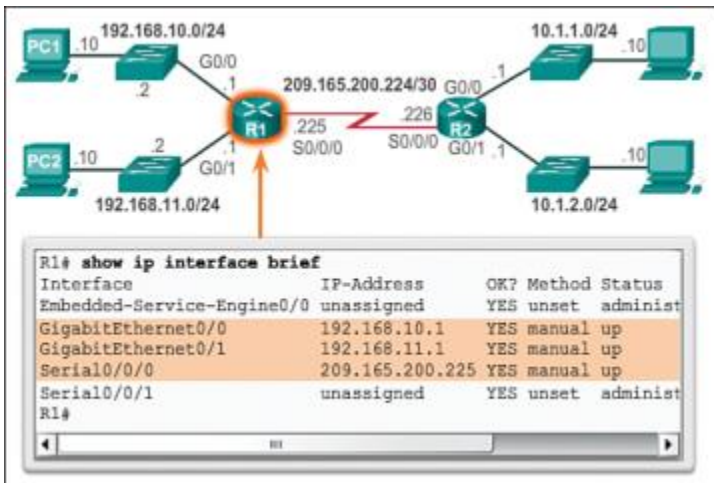 192.168.10.0/24
10.1.1.0/24
PC1
.10
G0/0
.1
.2
209.165.200.224/30
G0/0
.1
.10
R1
.225
S0/0/0
.226
S0/0/0
R2
G0/1
.1
PC2
.10
.2
.1
G0/1
.10
192.168.11.0/24
10.1.2.0/24
R1# show ip interface brief
Interface IP-Address OK? Method Status
Embedded-Service-Engine0/0 unassigned YES unset administ
GigabitEthernet0/0 192.168.10.1 YES manual up
GigabitEthernet0/1 192.168.11.1 YES manual up
Serial0/0/0 209.165.200.225 YES manual up
Serial0/0/1 unassigned YES unset administ
R1#